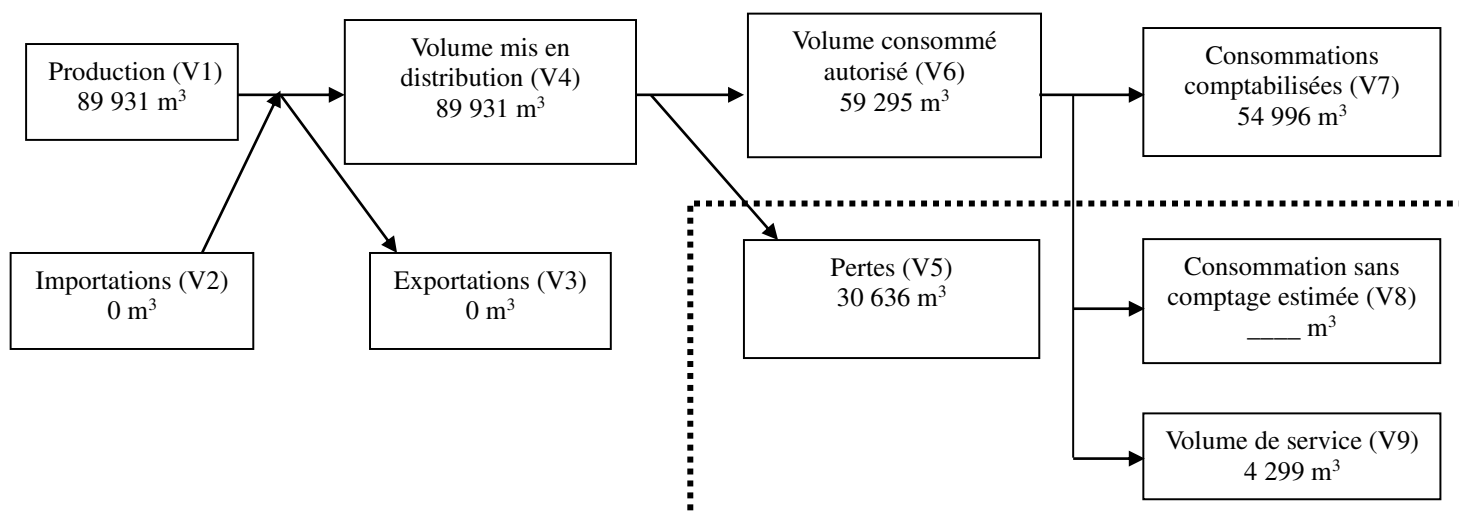 Production (V1)
89 931 m³
Volume mis en
distribution (V4)
89 931 m³
Volume consommé
autorisé (V6)
59 295 m³
Consommations
comptabilisées (V7)
54 996 m³
Importations (V2)
0 m³
Exportations (V3)
0 m³
Pertes (V5)
30 636 m³
Consommation sans
comptage estimée (V8)
____ m³
Volume de service (V9)
4 299 m³